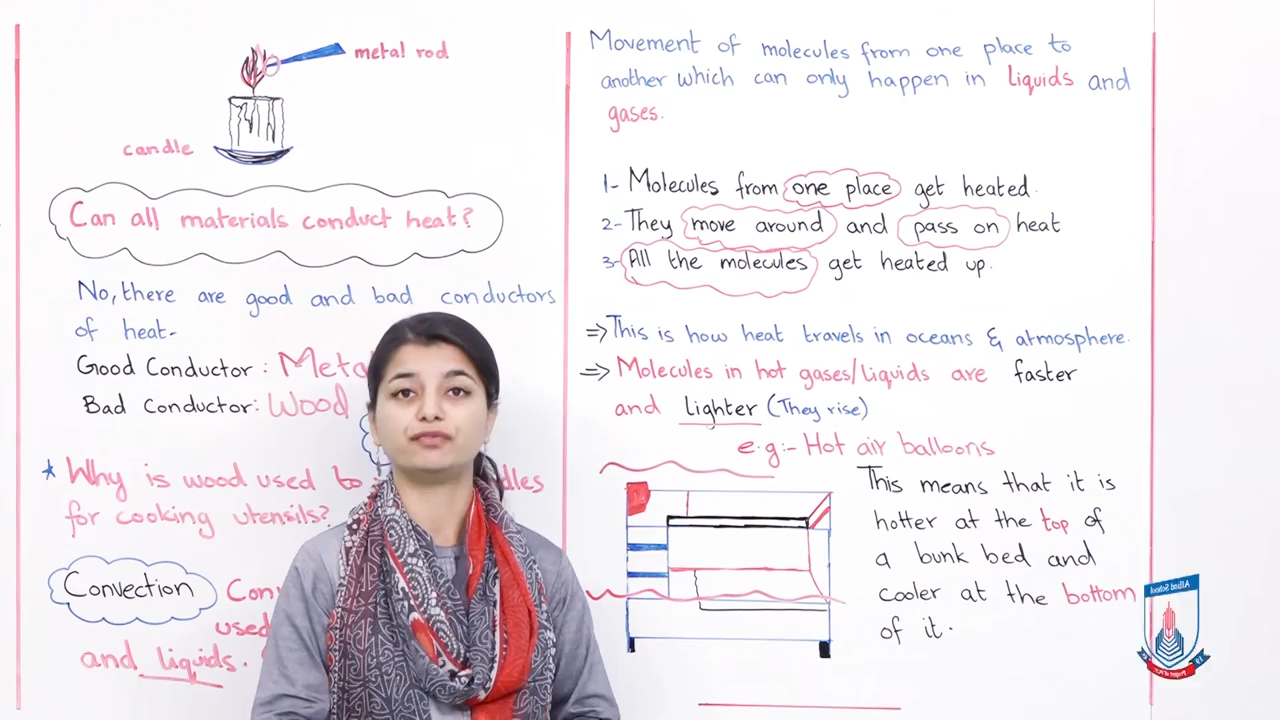 metal rod
candle
Can all materials conduct heat?
No, there are good and bad conductors
of heat-
Good Conductor : Meta
Bad Conductor: Wood
* Why is wood used to
for cooking utensils?
Convection
used
and liquids.
Movement of molecules from one place to
another which can only happen in liquids and
gases.
1- Molecules from one place get heated.
2- They move around and pass on heat
3- All the molecules get heated up.
⇒ This is how heat travels in oceans & atmosphere.
⇒ Molecules in hot gases/liquids are faster
and Lighter (They rise)
e.g:- Hot air balloons
This means that it is
hotter at the top of
a bunk bed and
cooler at the bottom
of it.
Allied School